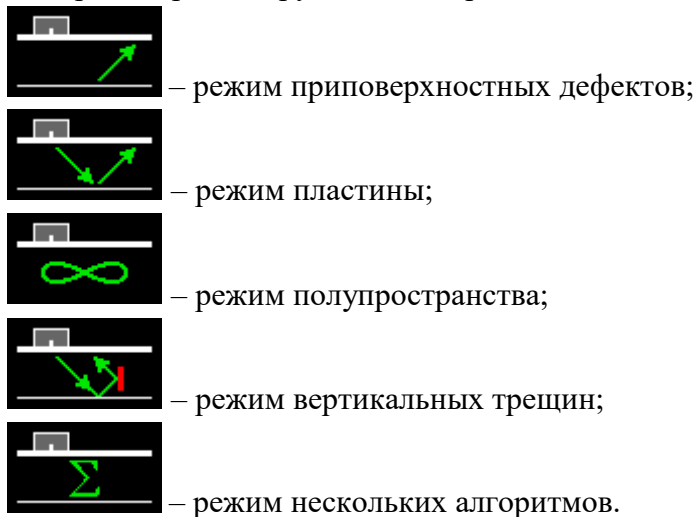 – режим приповерхностных дефектов;
– режим пластины;
– режим полупространства;
– режим вертикальных трещин;
Σ – режим нескольких алгоритмов.